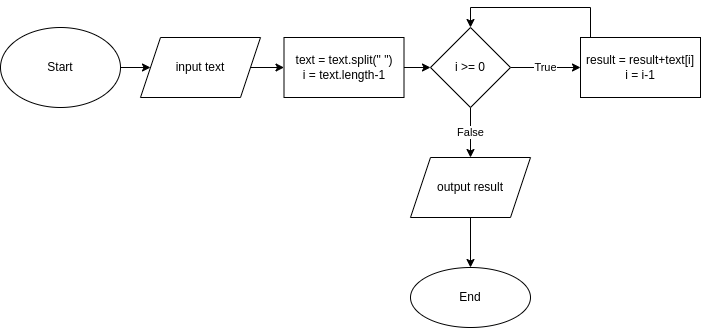 Start
input text
text = text.split(" ")
i = text.length-1
i >= 0
True
result = result+text[i]
i = i-1
False
output result
End